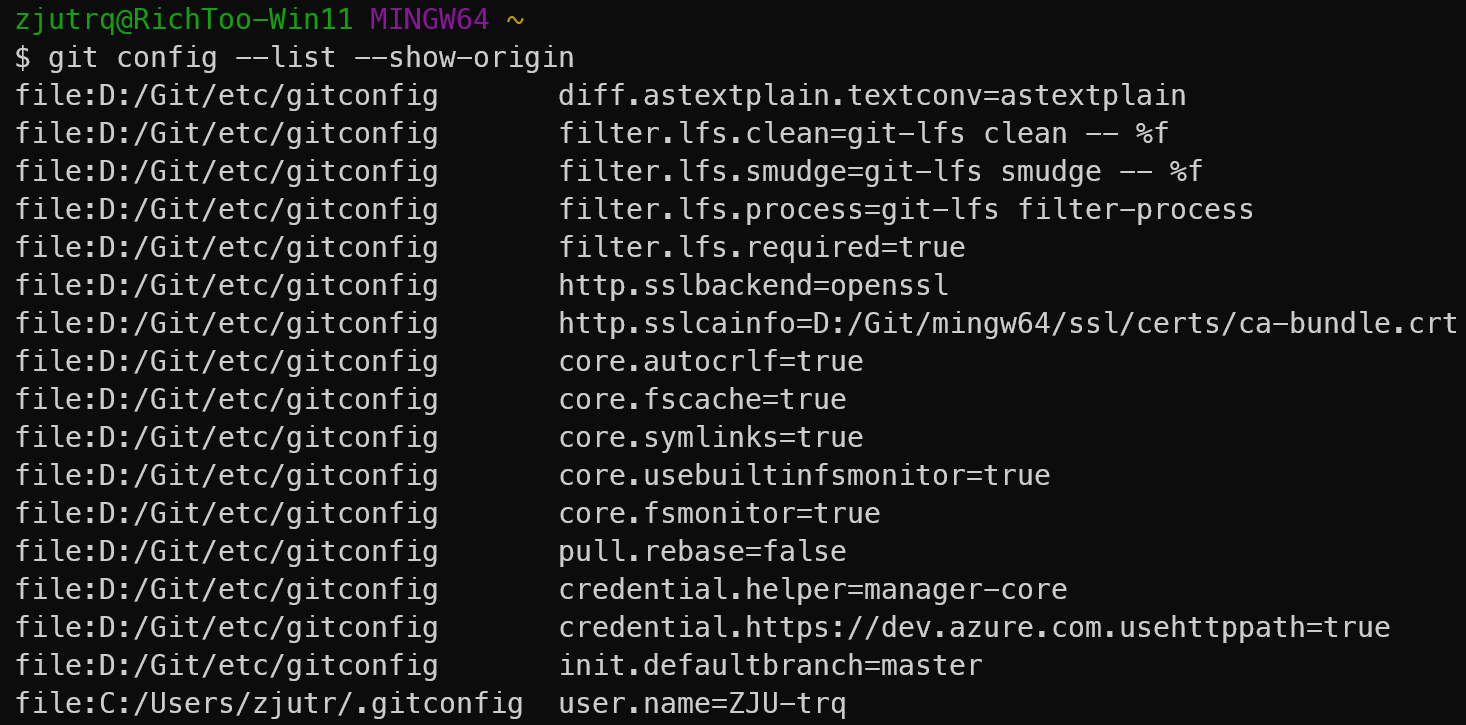 zjutrq@RichToo-Win11 MINGW64 ~
$ git config --list --show-origin
file:D:/Git/etc/gitconfig       diff.astextplain.textconv=astextplain
file:D:/Git/etc/gitconfig       filter.lfs.clean=git-lfs clean -- %f
file:D:/Git/etc/gitconfig       filter.lfs.smudge=git-lfs smudge -- %f
file:D:/Git/etc/gitconfig       filter.lfs.process=git-lfs filter-process
file:D:/Git/etc/gitconfig       filter.lfs.required=true
file:D:/Git/etc/gitconfig       http.sslbackend=openssl
file:D:/Git/etc/gitconfig       http.sslcainfo=D:/Git/mingw64/ssl/certs/ca-bundle.crt
file:D:/Git/etc/gitconfig       core.autocrlf=true
file:D:/Git/etc/gitconfig       core.fscache=true
file:D:/Git/etc/gitconfig       core.symlinks=true
file:D:/Git/etc/gitconfig       core.usebuiltinfsmonitor=true
file:D:/Git/etc/gitconfig       core.fsmonitor=true
file:D:/Git/etc/gitconfig       pull.rebase=false
file:D:/Git/etc/gitconfig       credential.helper=manager-core
file:D:/Git/etc/gitconfig       credential.https://dev.azure.com.usehttppath=true
file:D:/Git/etc/gitconfig       init.defaultbranch=master
file:C:/Users/zjutr/.gitconfig  user.name=ZJU-trq